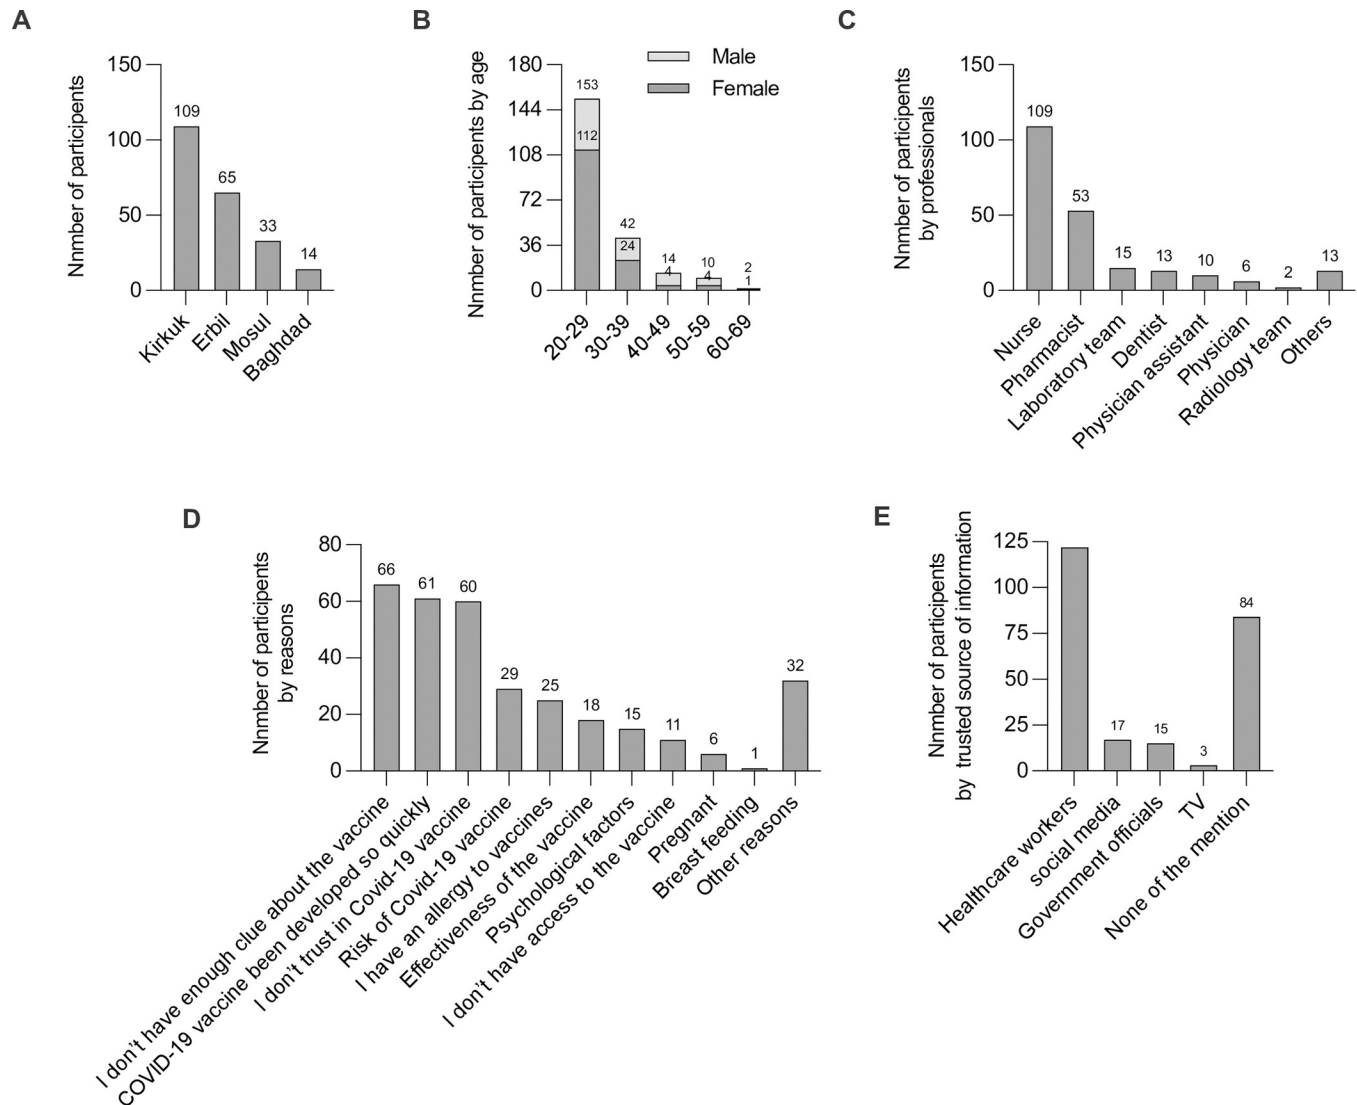 A
Nnmber of participants
150
100
50
0
109
65
33
14
Kirkuk
Erbil
Mosul
Baghdad
B
Nnmber of participents by age
180
144
108
72
36
0
Male
Female
153
112
42
24
14
4
10
4
2
1
20-29
30-39
40-49
50-59
60-69
C
Nnmber of participants
by professionals
150
100
50
0
109
53
15
13
10
6
2
13
Nurse
Pharmacist
Laboratory team
Dentist
Physician assistant
Physician
Radiology team
Others
D
Nnmber of participants
by reasons
80
60
40
20
0
66
61
60
29
25
18
15
11
6
1
32
I don't have enough clue about the vaccine
COVID-19 vaccine been developed so quickly
I don't trust in Covid-19 vaccine
Risk of Covid-19 vaccine
I have an allergy to vaccines
Effectiveness of the vaccine
Psychological factors
I don't have access to the vaccine
Pregnant
Breast feeding
Other reasons
E
Nnmber of participants
by trusted source of information
125
100
75
50
25
0
17
15
3
84
Healthcare workers
social media
Government officials
TV
None of the mention